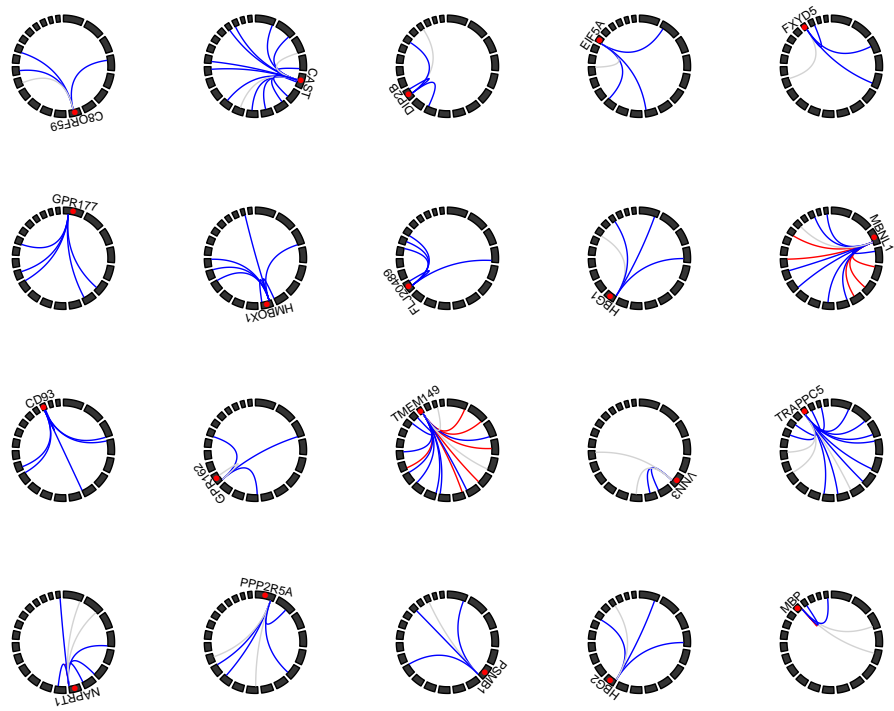 C8ORF59
CAST
DIP2B
EIF5A
FXYD5
GPR177
HMBOX1
FLJ20489
HBG1
MBNL1
CD93
GPR162
TMEM149
VNN3
TRAPPC5
NAPRT1
PPP2R5A
PSMB1
HBG2
MBP